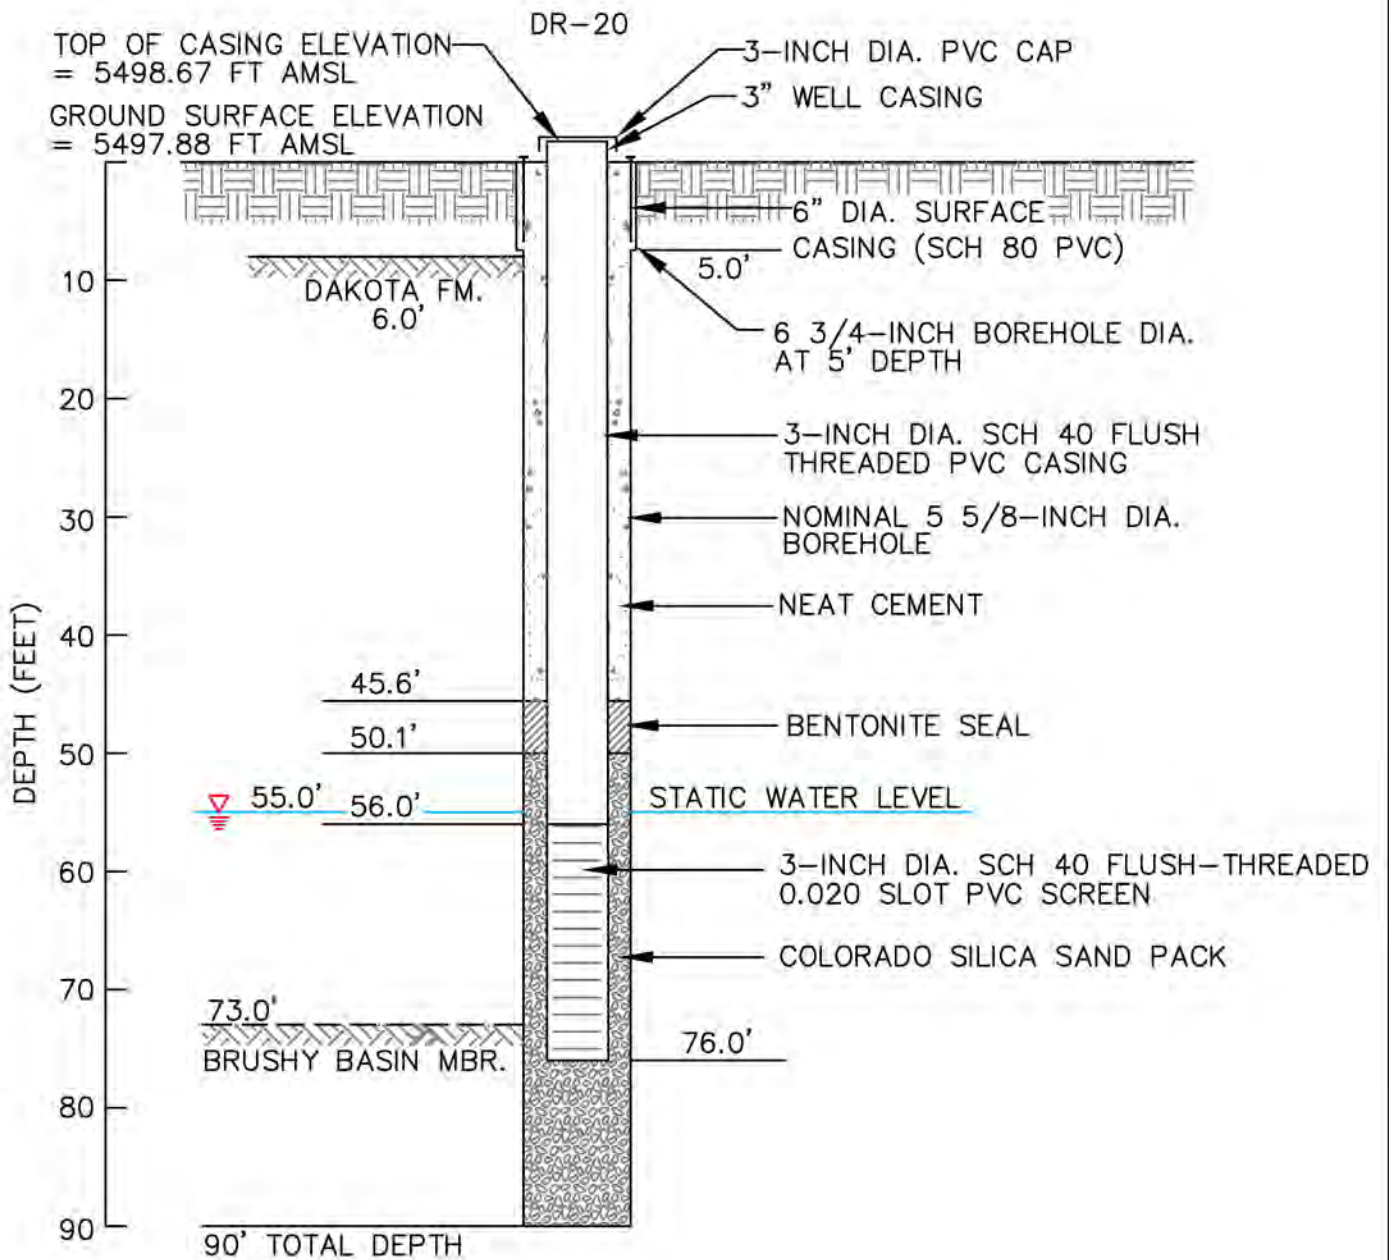 DR-20
TOP OF CASING ELEVATION
= 5498.67 FT AMSL
GROUND SURFACE ELEVATION
= 5497.88 FT AMSL
3-INCH DIA. PVC CAP
3" WELL CASING
6" DIA. SURFACE
CASING (SCH 80 PVC)
5.0'
DAKOTA FM.
6.0'
6 3/4-INCH BOREHOLE DIA.
AT 5' DEPTH
3-INCH DIA. SCH 40 FLUSH
THREADED PVC CASING
NOMINAL 5 5/8-INCH DIA.
BOREHOLE
NEAT CEMENT
45.6'
BENTONITE SEAL
50.1'
55.0'
56.0'
STATIC WATER LEVEL
3-INCH DIA. SCH 40 FLUSH-THREADED
0.020 SLOT PVC SCREEN
COLORADO SILICA SAND PACK
73.0'
BRUSHY BASIN MBR.
76.0'
90' TOTAL DEPTH
DEPTH (FEET)
10
20
30
40
50
60
70
80
90